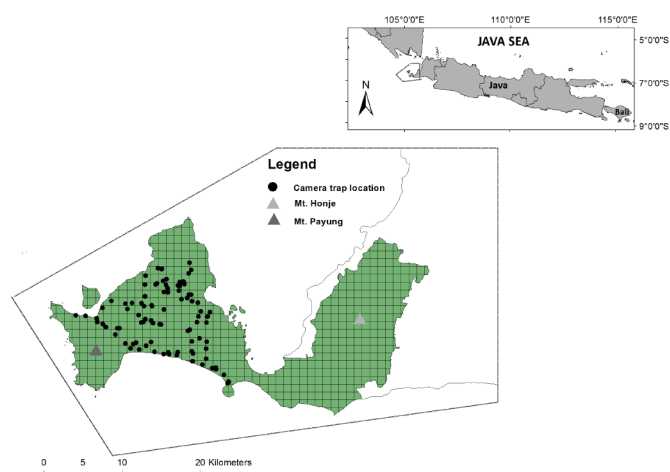 105°0'0"S 110°0'0"S 115°0'0"S
JAVA SEA
5°0'0"S
Java
7°0'0"S
Bali
9°0'0"S
N
Legend
Camera trap location
Mt. Honje
Mt. Payung
0 5 10 20 Kilometers